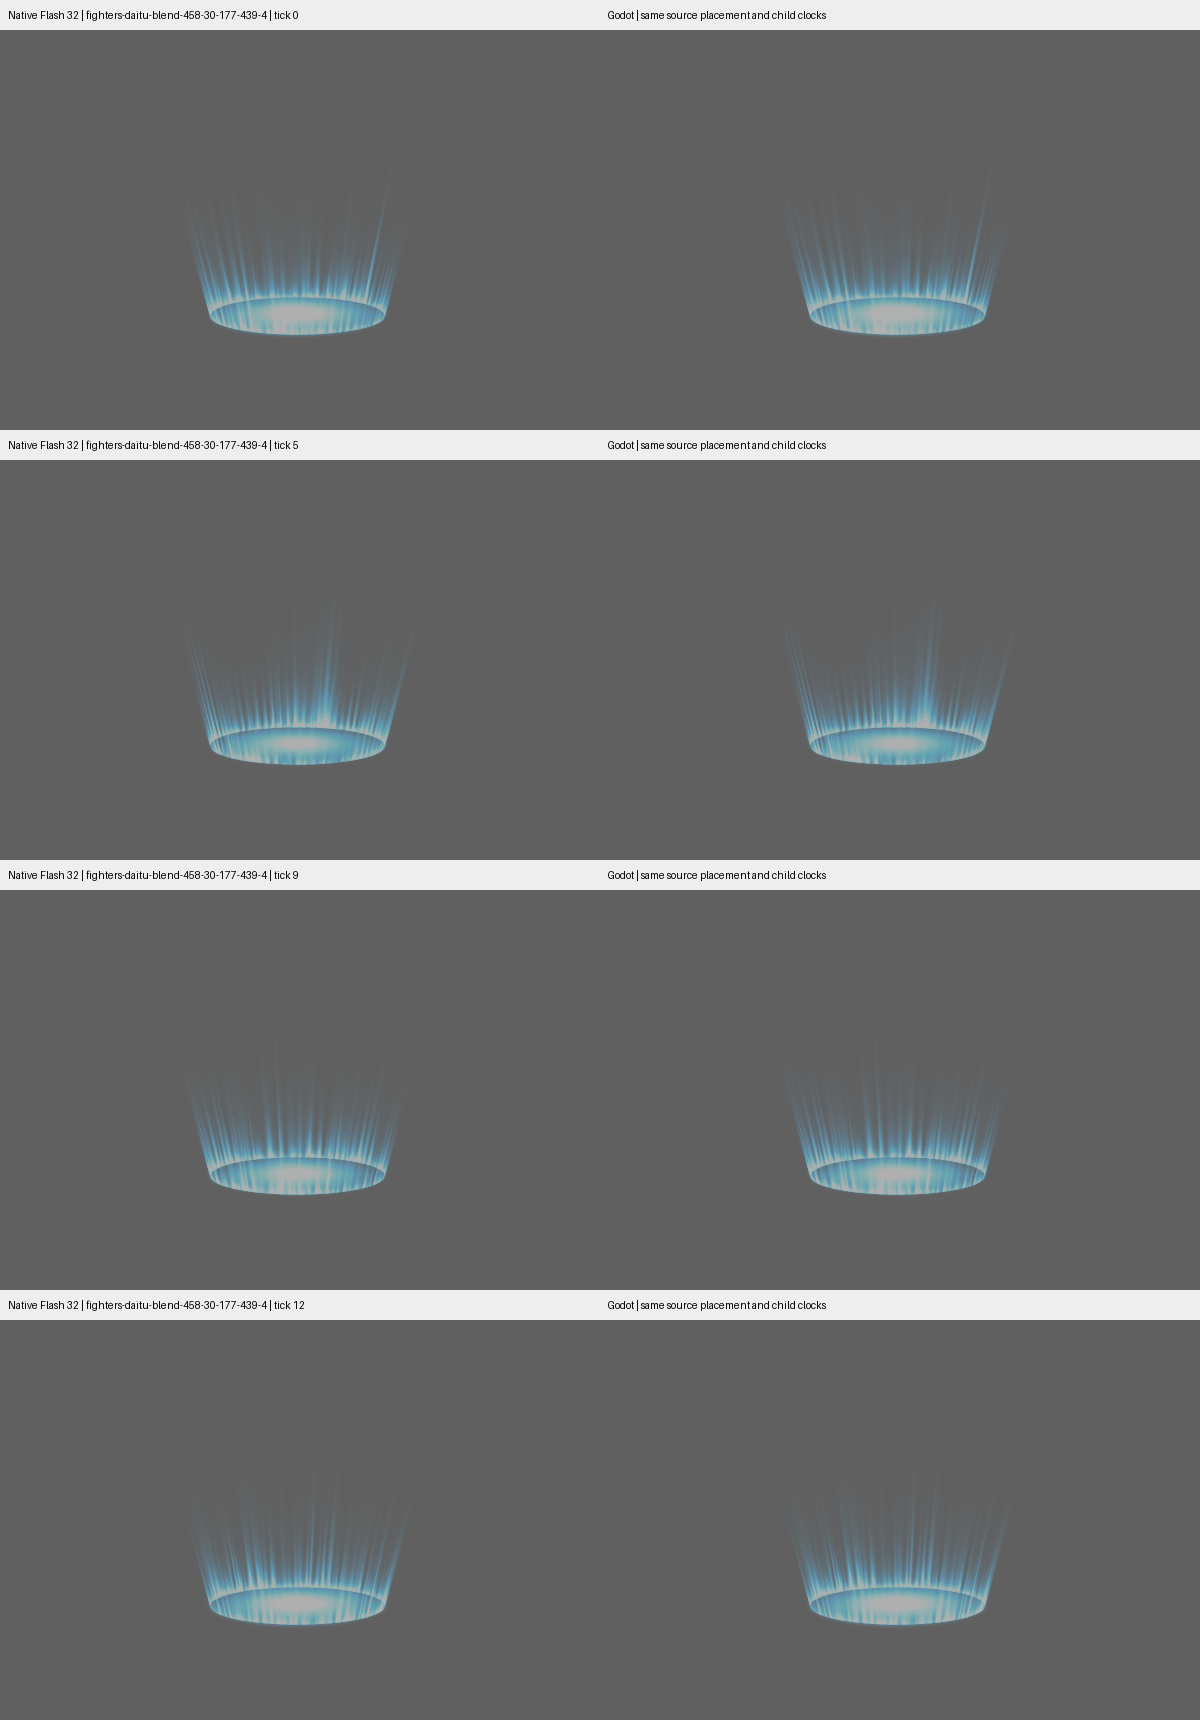 Native Flash 32 | fighters-daitu-blend-458-30-177-439-4 | tick 0
Godot | same source placement and child clocks
Native Flash 32 | fighters-daitu-blend-458-30-177-439-4 | tick 5
Godot | same source placement and child clocks
Native Flash 32 | fighters-daitu-blend-458-30-177-439-4 | tick 9
Godot | same source placement and child clocks
Native Flash 32 | fighters-daitu-blend-458-30-177-439-4 | tick 12
Godot | same source placement and child clocks